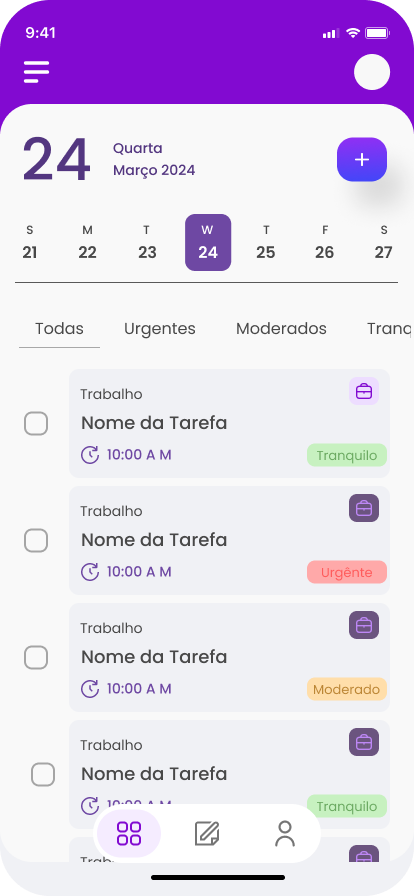 9:41
24
Quarta
Março 2024
+
S M T W T F S
21 22 23 24 25 26 27
Todas Urgentes Moderados Tranq
Trabalho
Nome da Tarefa
10:00 A M Tranquilo
Trabalho
Nome da Tarefa
10:00 A M Urgênte
Trabalho
Nome da Tarefa
10:00 A M Moderado
Trabalho
Nome da Tarefa
10:00 A M Tranquilo